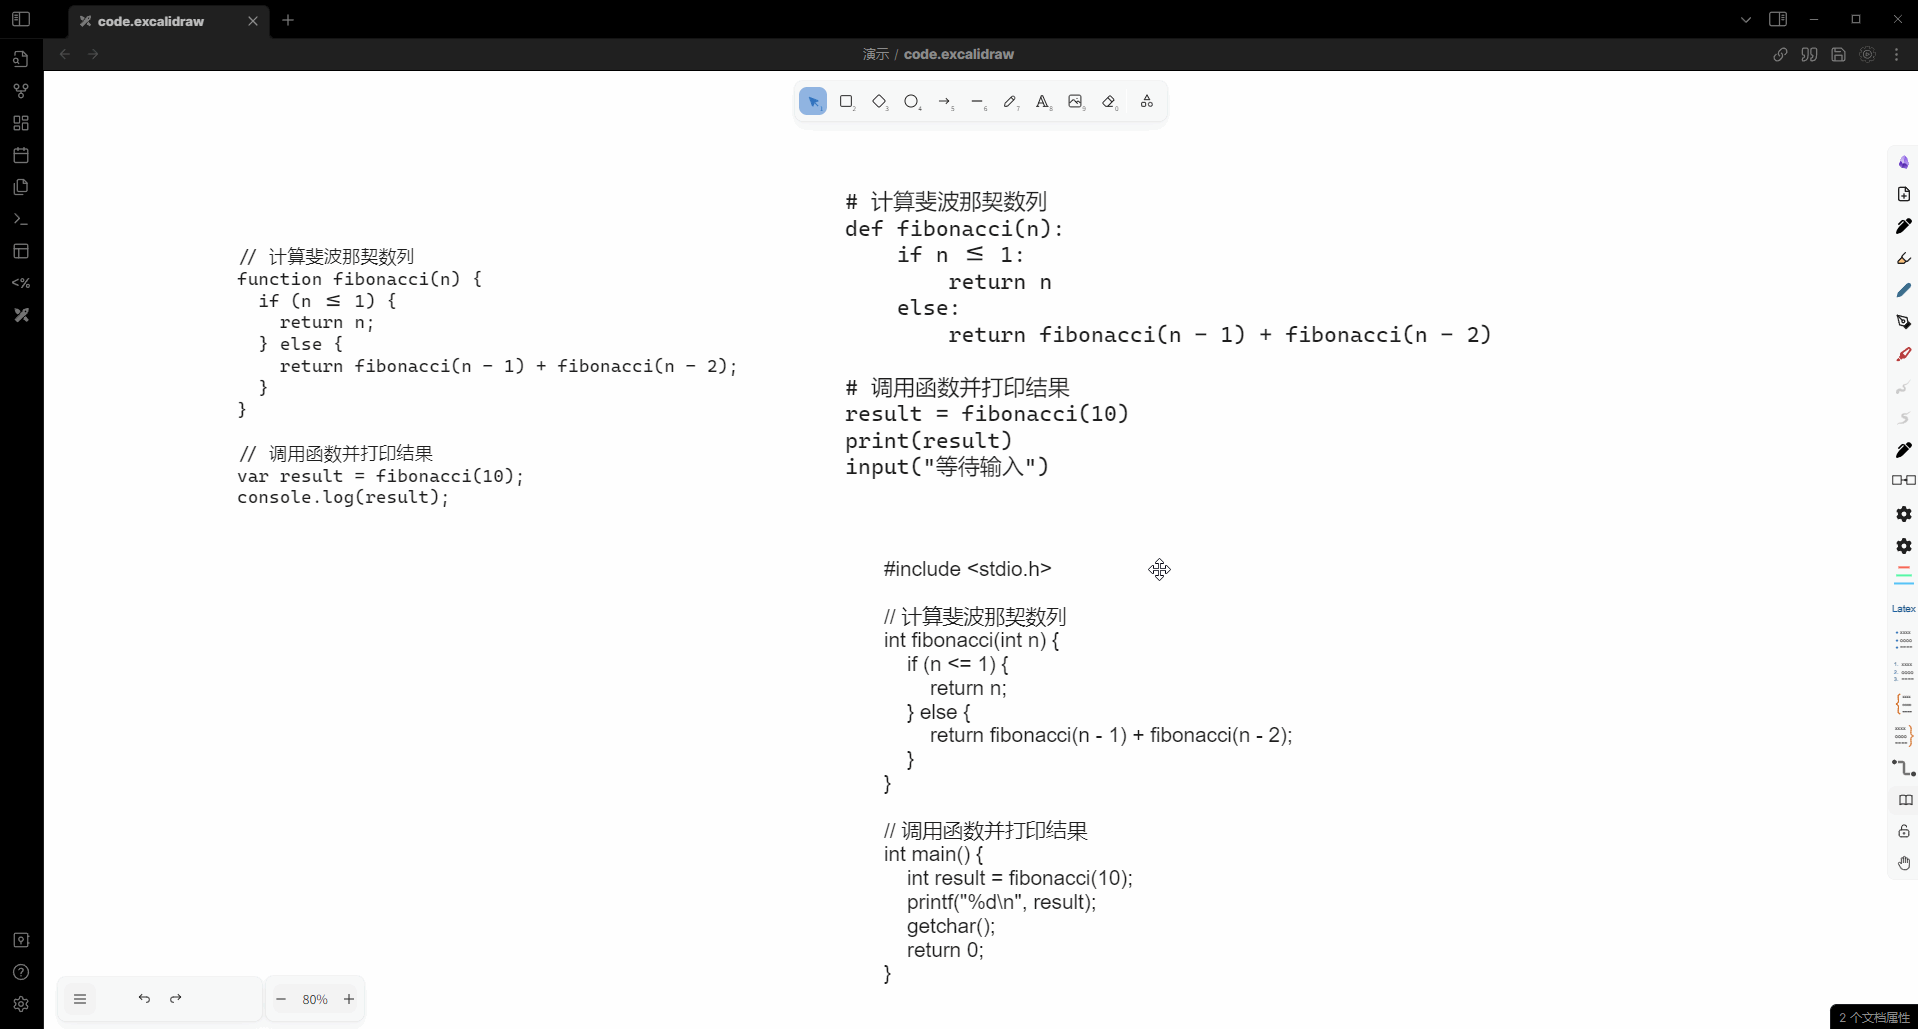 code.excalidraw
演示 / code.excalidraw
// 计算斐波那契数列
function fibonacci(n) {
  if (n ≤ 1) {
    return n;
  } else {
    return fibonacci(n - 1) + fibonacci(n - 2);
  }
}
// 调用函数并打印结果
var result = fibonacci(10);
console.log(result);
# 计算斐波那契数列
def fibonacci(n):
    if n ≤ 1:
        return n
    else:
        return fibonacci(n - 1) + fibonacci(n - 2)
# 调用函数并打印结果
result = fibonacci(10)
print(result)
input("等待输入")
#include <stdio.h>
// 计算斐波那契数列
int fibonacci(int n) {
    if (n <= 1) {
        return n;
    } else {
        return fibonacci(n - 1) + fibonacci(n - 2);
    }
}
// 调用函数并打印结果
int main() {
    int result = fibonacci(10);
    printf("%d\n", result);
    getchar();
    return 0;
}
Latex
80%
2 个文档属性